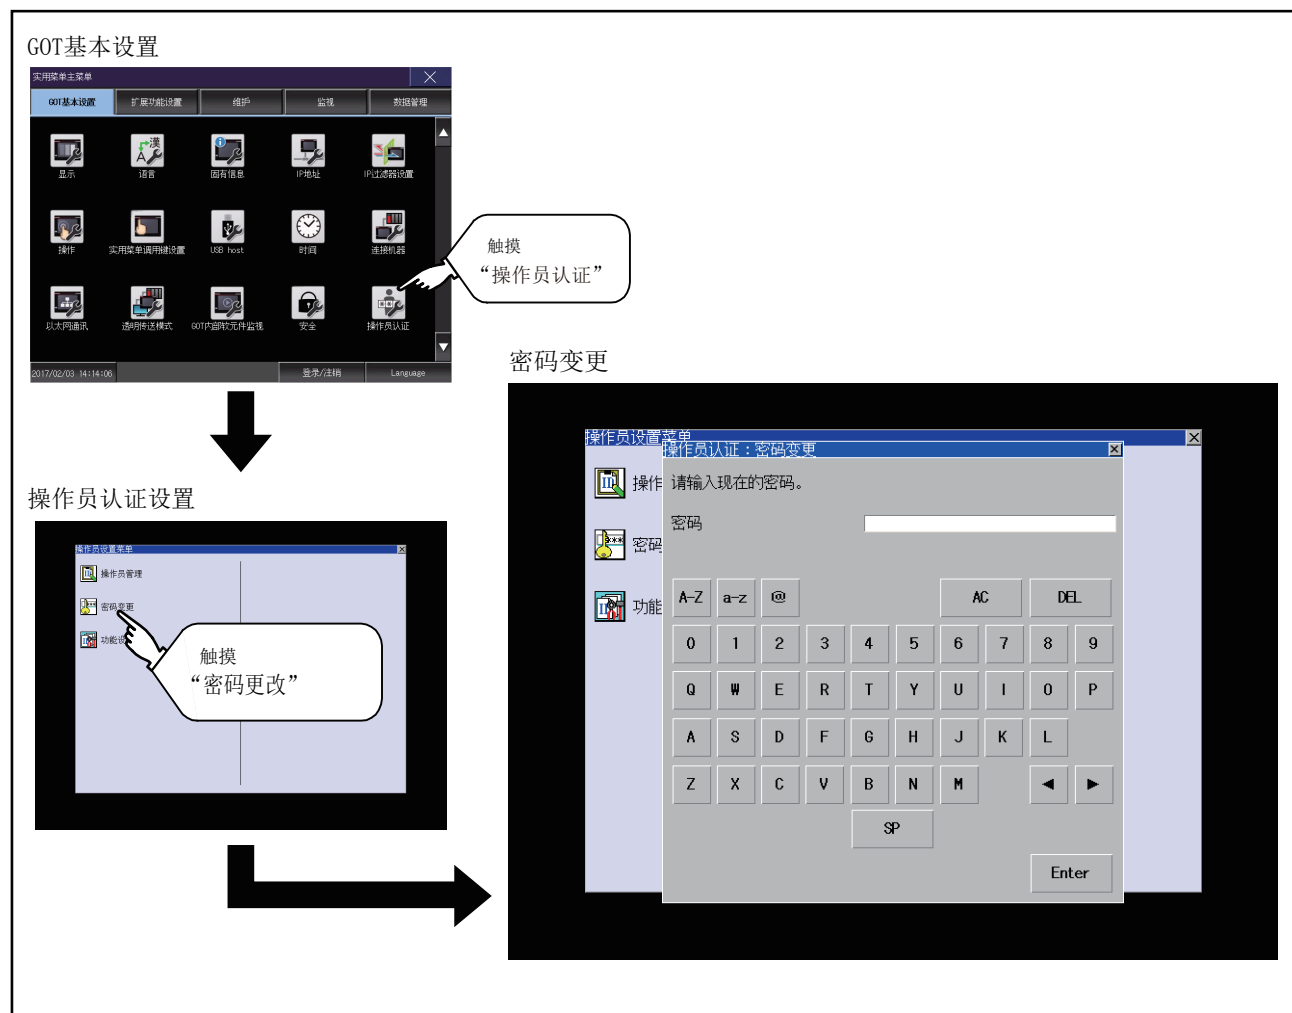 GOT基本设置
实用菜单主菜单
GOT基本设置 扩展功能设置 维护 监视 数据管理
显示 语言 固有信息 IP地址 IP过滤器设置
操作 实用菜单调用键设置 USB host 时间 连接机器
触摸
“操作员认证”
以太网通讯 透明传送模式 GOT内部软元件监视 安全 操作员认证
2017/02/03 14:14:06 登录/注销 Language
操作员认证设置
操作员设置菜单
操作员管理
密码变更
功能设
触摸
“密码更改”
密码变更
操作员设置菜单
操作员认证：密码变更
操作
密码
功能
请输入现在的密码。
密码
A-Z a-z @ AC DEL
0 1 2 3 4 5 6 7 8 9
Q W E R T Y U I O P
A S D F G H J K L
Z X C V B N M ◀ ▶
SP
Enter